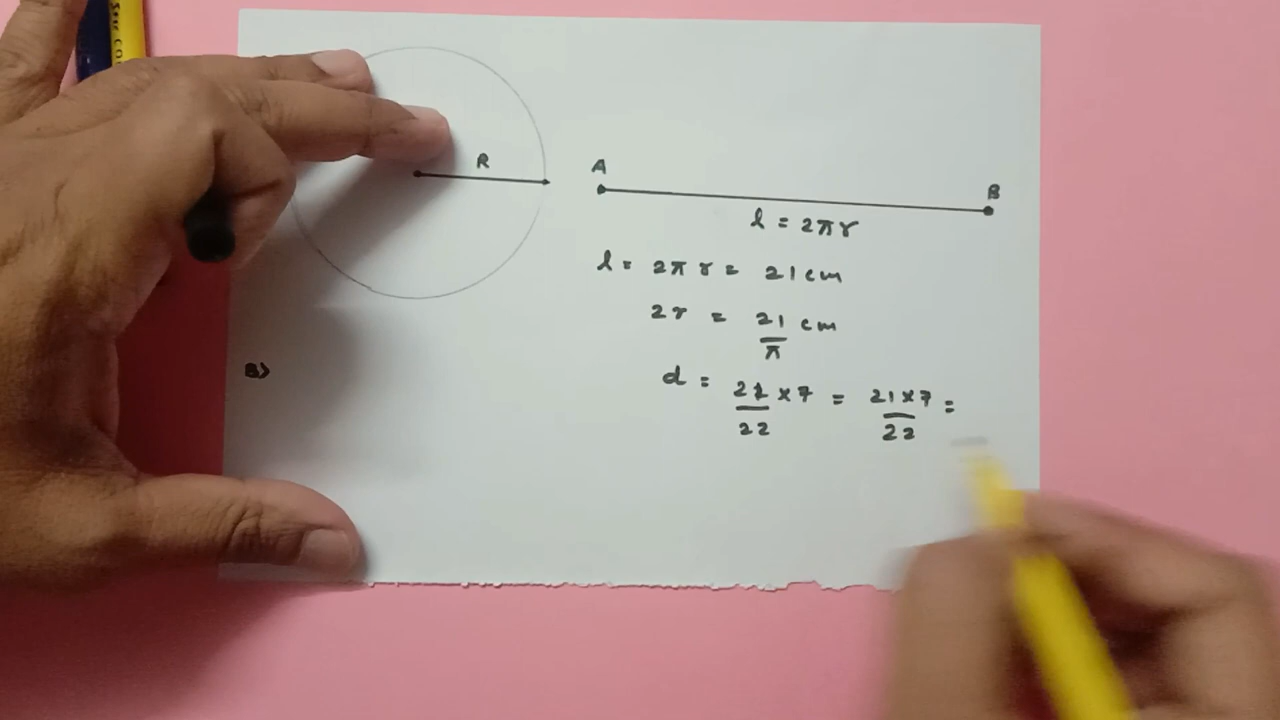 R
A
B
l = 2πr
l = 2πr = 21 cm
2r = 21/π cm
B)
d = 21/22 × 7 = 21×7/22 =